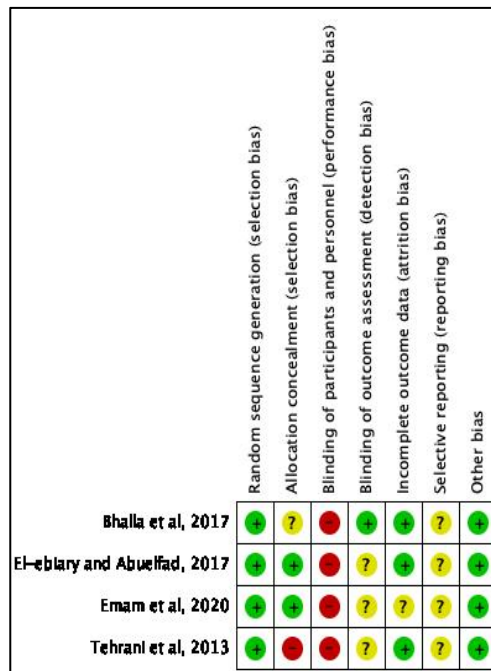 Random sequence generation (selection bias)
Allocation concealment (selection bias)
Blinding of participants and personnel (performance bias)
Blinding of outcome assessment (detection bias)
Incomplete outcome data (attrition bias)
Selective reporting (reporting bias)
Other bias
Bhalla et al, 2017 + ? - + + ? +
El-ebiary and Abuelfad, 2017 + + - ? + ? +
Emam et al, 2020 + + - ? ? ? +
Tehrani et al, 2013 + - - ? + ? +